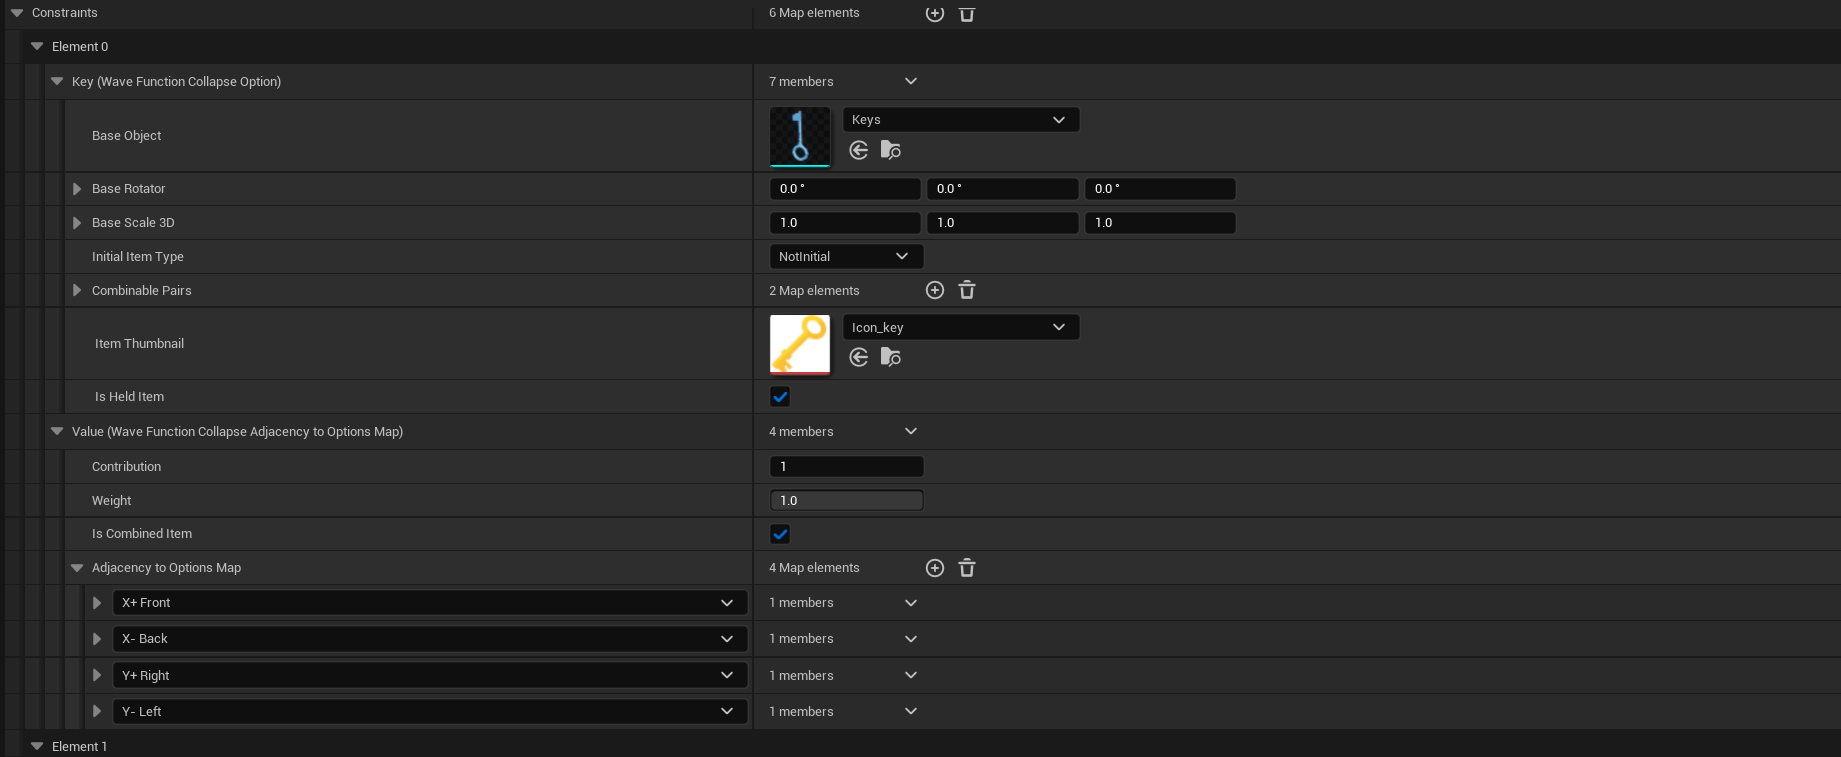 Constraints 6 Map elements
Element 0
Key (Wave Function Collapse Option) 7 members
Base Object Keys
Base Rotator 0.0 ° 0.0 ° 0.0 °
Base Scale 3D 1.0 1.0 1.0
Initial Item Type NotInitial
Combinable Pairs 2 Map elements
Item Thumbnail Icon_key
Is Held Item
Value (Wave Function Collapse Adjacency to Options Map) 4 members
Contribution 1
Weight 1.0
Is Combined Item
Adjacency to Options Map 4 Map elements
X+ Front 1 members
X- Back 1 members
Y+ Right 1 members
Y- Left 1 members
Element 1